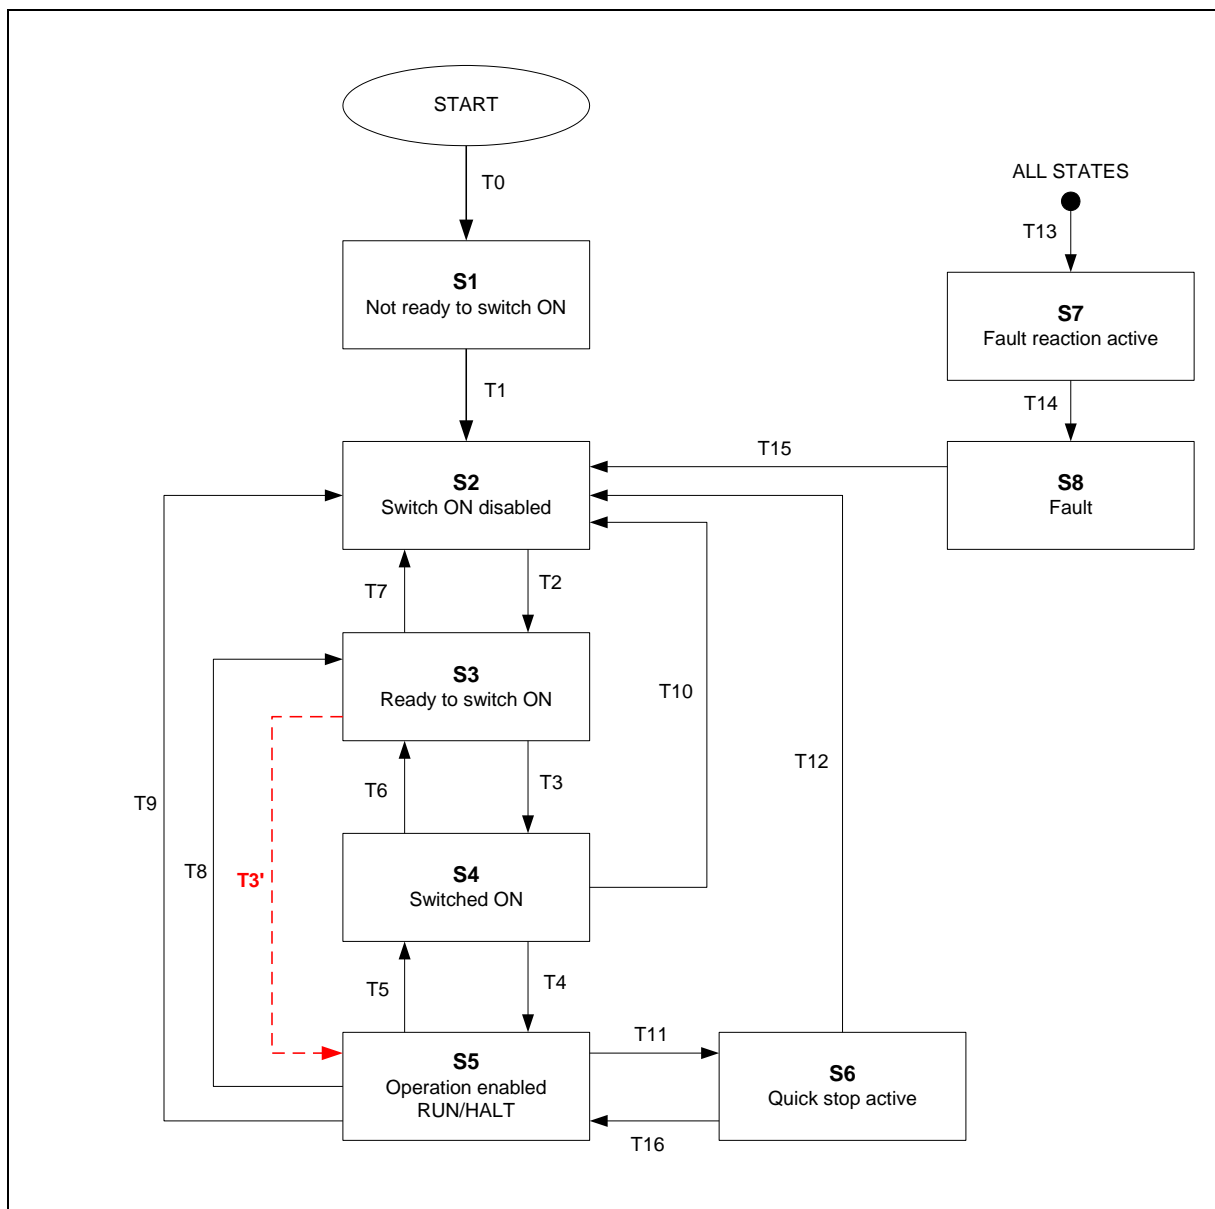 START
T0
ALL STATES
T13
S1
Not ready to switch ON
S7
Fault reaction active
T1
T14
T15
S2
Switch ON disabled
S8
Fault
T7
T2
S3
Ready to switch ON
T10
T12
T9
T6
T3
T8
T3'
S4
Switched ON
T5
T4
T11
S5
Operation enabled
RUN/HALT
S6
Quick stop active
T16